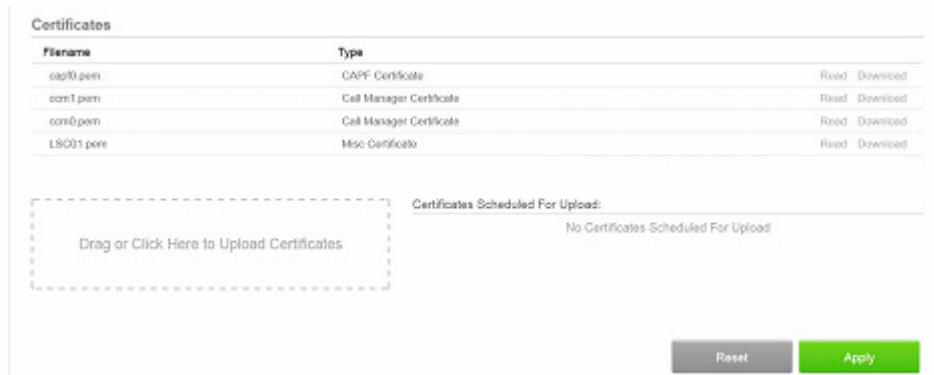 Certificates
Filename Type
capf0.pem CAPF Certificate Read Download
ccm1.pem Call Manager Certificate Read Download
ccm0.pem Call Manager Certificate Read Download
LSC01.pem Misc Certificate Read Download
Certificates Scheduled For Upload:
No Certificates Scheduled For Upload
Drag or Click Here to Upload Certificates
Reset Apply